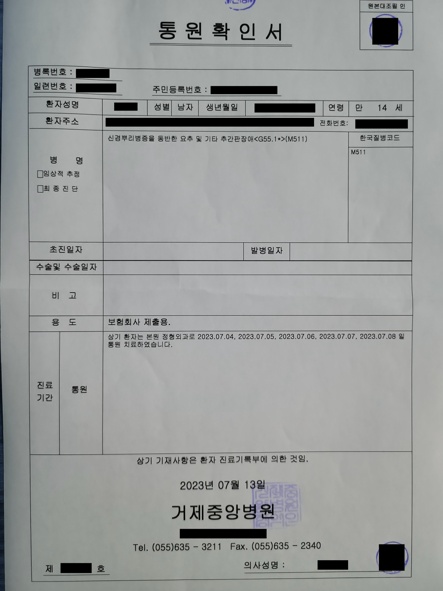 원본대조필 인
통원확인서
병록번호 :
일련번호 : 주민등록번호 :
환자성명 성별 남자 생년월일 연령 만 14 세
환자주소 전화번호:
병 명 신경뿌리병증을 동반한 요추 및 기타 추간판장애<G55.1*>(M511) 한국질병코드
M511
□임상적 추정
□최종진단
초진일자 발병일자
수술및 수술일자
비 고
용 도 보험회사 제출용.
진료기간 통원 상기 환자는 본원 정형외과로 2023.07.04, 2023.07.05, 2023.07.06, 2023.07.07, 2023.07.08 일
통원 치료하였습니다.
상기 기재사항은 환자 진료기록부에 의한 것임.
2023년 07월 13일
거제중앙병원
Tel. (055)635 - 3211 Fax. (055)635 - 2340
제 호 의사성명 :